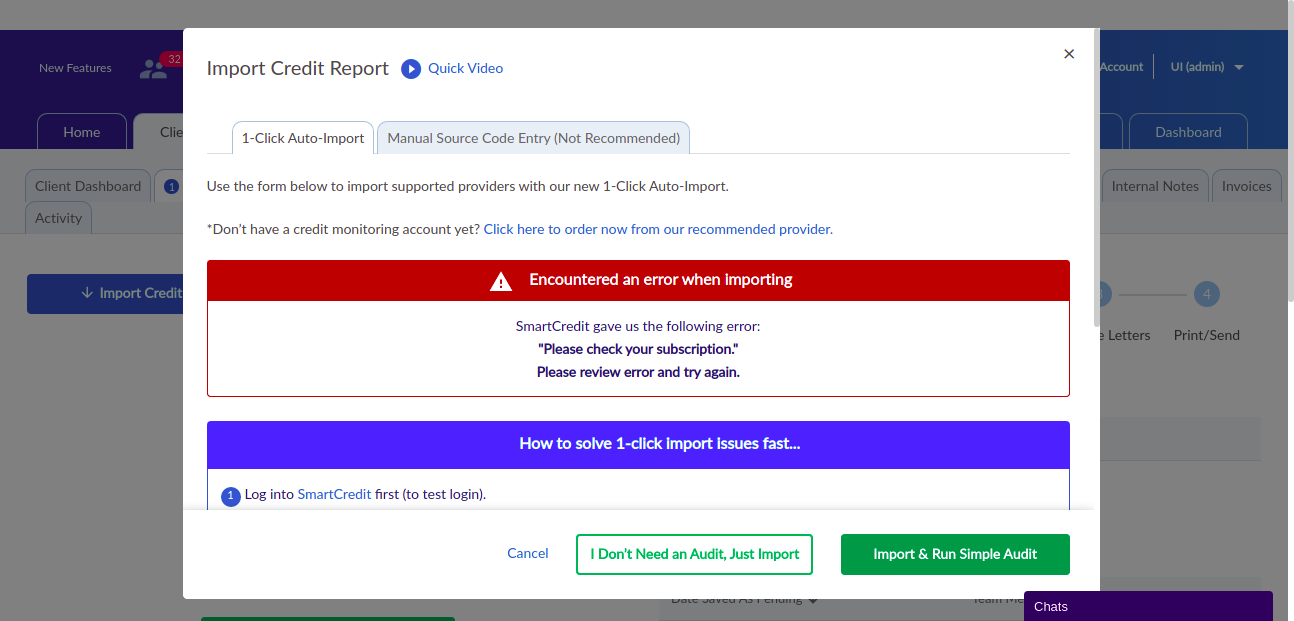 New Features
32
Account
UI (admin)
Home
Clie
Dashboard
Client Dashboard
1
Internal Notes
Invoices
Activity
Import Credit
4
e Letters
Print/Send
Import Credit Report
Quick Video
×
1-Click Auto-Import
Manual Source Code Entry (Not Recommended)
Use the form below to import supported providers with our new 1-Click Auto-Import.
*Don't have a credit monitoring account yet? Click here to order now from our recommended provider.
Encountered an error when importing
SmartCredit gave us the following error:
"Please check your subscription."
Please review error and try again.
How to solve 1-click import issues fast...
1 Log into SmartCredit first (to test login).
Cancel
I Don't Need an Audit, Just Import
Import & Run Simple Audit
Date Saved As Pending
Team Me
Chats